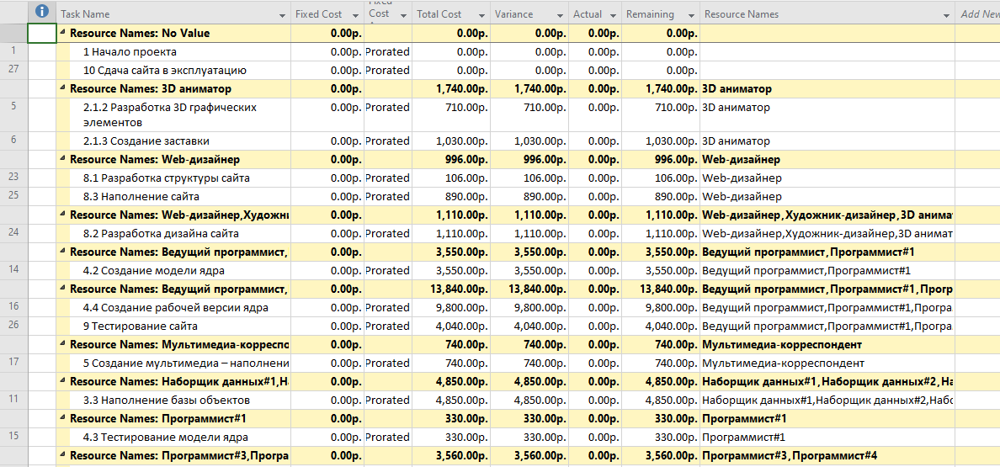 Fixed
Task Name Fixed Cost Cost Total Cost Variance Actual Remaining Resource Names Add New
Resource Names: No Value 0.00р. 0.00р. 0.00р. 0.00р. 0.00р.
1 1 Начало проекта 0.00р. Prorated 0.00р. 0.00р. 0.00р. 0.00р.
27 10 Сдача сайта в эксплуатацию 0.00р. Prorated 0.00р. 0.00р. 0.00р. 0.00р.
Resource Names: 3D аниматор 0.00р. 1,740.00р. 1,740.00р. 0.00р. 1,740.00р. 3D аниматор
5 2.1.2 Разработка 3D графических 0.00р. Prorated 710.00р. 710.00р. 0.00р. 710.00р. 3D аниматор
элементов
6 2.1.3 Создание заставки 0.00р. Prorated 1,030.00р. 1,030.00р. 0.00р. 1,030.00р. 3D аниматор
Resource Names: Web-дизайнер 0.00р. 996.00р. 996.00р. 0.00р. 996.00р. Web-дизайнер
23 8.1 Разработка структуры сайта 0.00р. Prorated 106.00р. 106.00р. 0.00р. 106.00р. Web-дизайнер
25 8.3 Наполнение сайта 0.00р. Prorated 890.00р. 890.00р. 0.00р. 890.00р. Web-дизайнер
Resource Names: Web-дизайнер,Художни 0.00р. 1,110.00р. 1,110.00р. 0.00р. 1,110.00р. Web-дизайнер,Художник-дизайнер,3D анима
24 8.2 Разработка дизайна сайта 0.00р. Prorated 1,110.00р. 1,110.00р. 0.00р. 1,110.00р. Web-дизайнер,Художник-дизайнер,3D анимат
Resource Names: Ведущий программист, 0.00р. 3,550.00р. 3,550.00р. 0.00р. 3,550.00р. Ведущий программист,Программист#1
14 4.2 Создание модели ядра 0.00р. Prorated 3,550.00р. 3,550.00р. 0.00р. 3,550.00р. Ведущий программист,Программист#1
Resource Names: Ведущий программист, 0.00р. 13,840.00р. 13,840.00р. 0.00р. 13,840.00р. Ведущий программист,Программист#1,Прогр
16 4.4 Создание рабочей версии ядра 0.00р. Prorated 9,800.00р. 9,800.00р. 0.00р. 9,800.00р. Ведущий программист,Программист#1,Програ
26 9 Тестирование сайта 0.00р. Prorated 4,040.00р. 4,040.00р. 0.00р. 4,040.00р. Ведущий программист,Программист#1,Програ
Resource Names: Мультимедиа-корреспо 0.00р. 740.00р. 740.00р. 0.00р. 740.00р. Мультимедиа-корреспондент
17 5 Создание мультимедиа – наполнени 0.00р. Prorated 740.00р. 740.00р. 0.00р. 740.00р. Мультимедиа-корреспондент
Resource Names: Наборщик данных#1,Н 0.00р. 4,850.00р. 4,850.00р. 0.00р. 4,850.00р. Наборщик данных#1,Наборщик данных#2,На
11 3.3 Наполнение базы объектов 0.00р. Prorated 4,850.00р. 4,850.00р. 0.00р. 4,850.00р. Наборщик данных#1,Наборщик данных#2,Набо
Resource Names: Программист#1 0.00р. 330.00р. 330.00р. 0.00р. 330.00р. Программист#1
15 4.3 Тестирование модели ядра 0.00р. Prorated 330.00р. 330.00р. 0.00р. 330.00р. Программист#1
Resource Names: Программист#3,Програ 0.00р. 3,560.00р. 3,560.00р. 0.00р. 3,560.00р. Программист#3,Программист#4